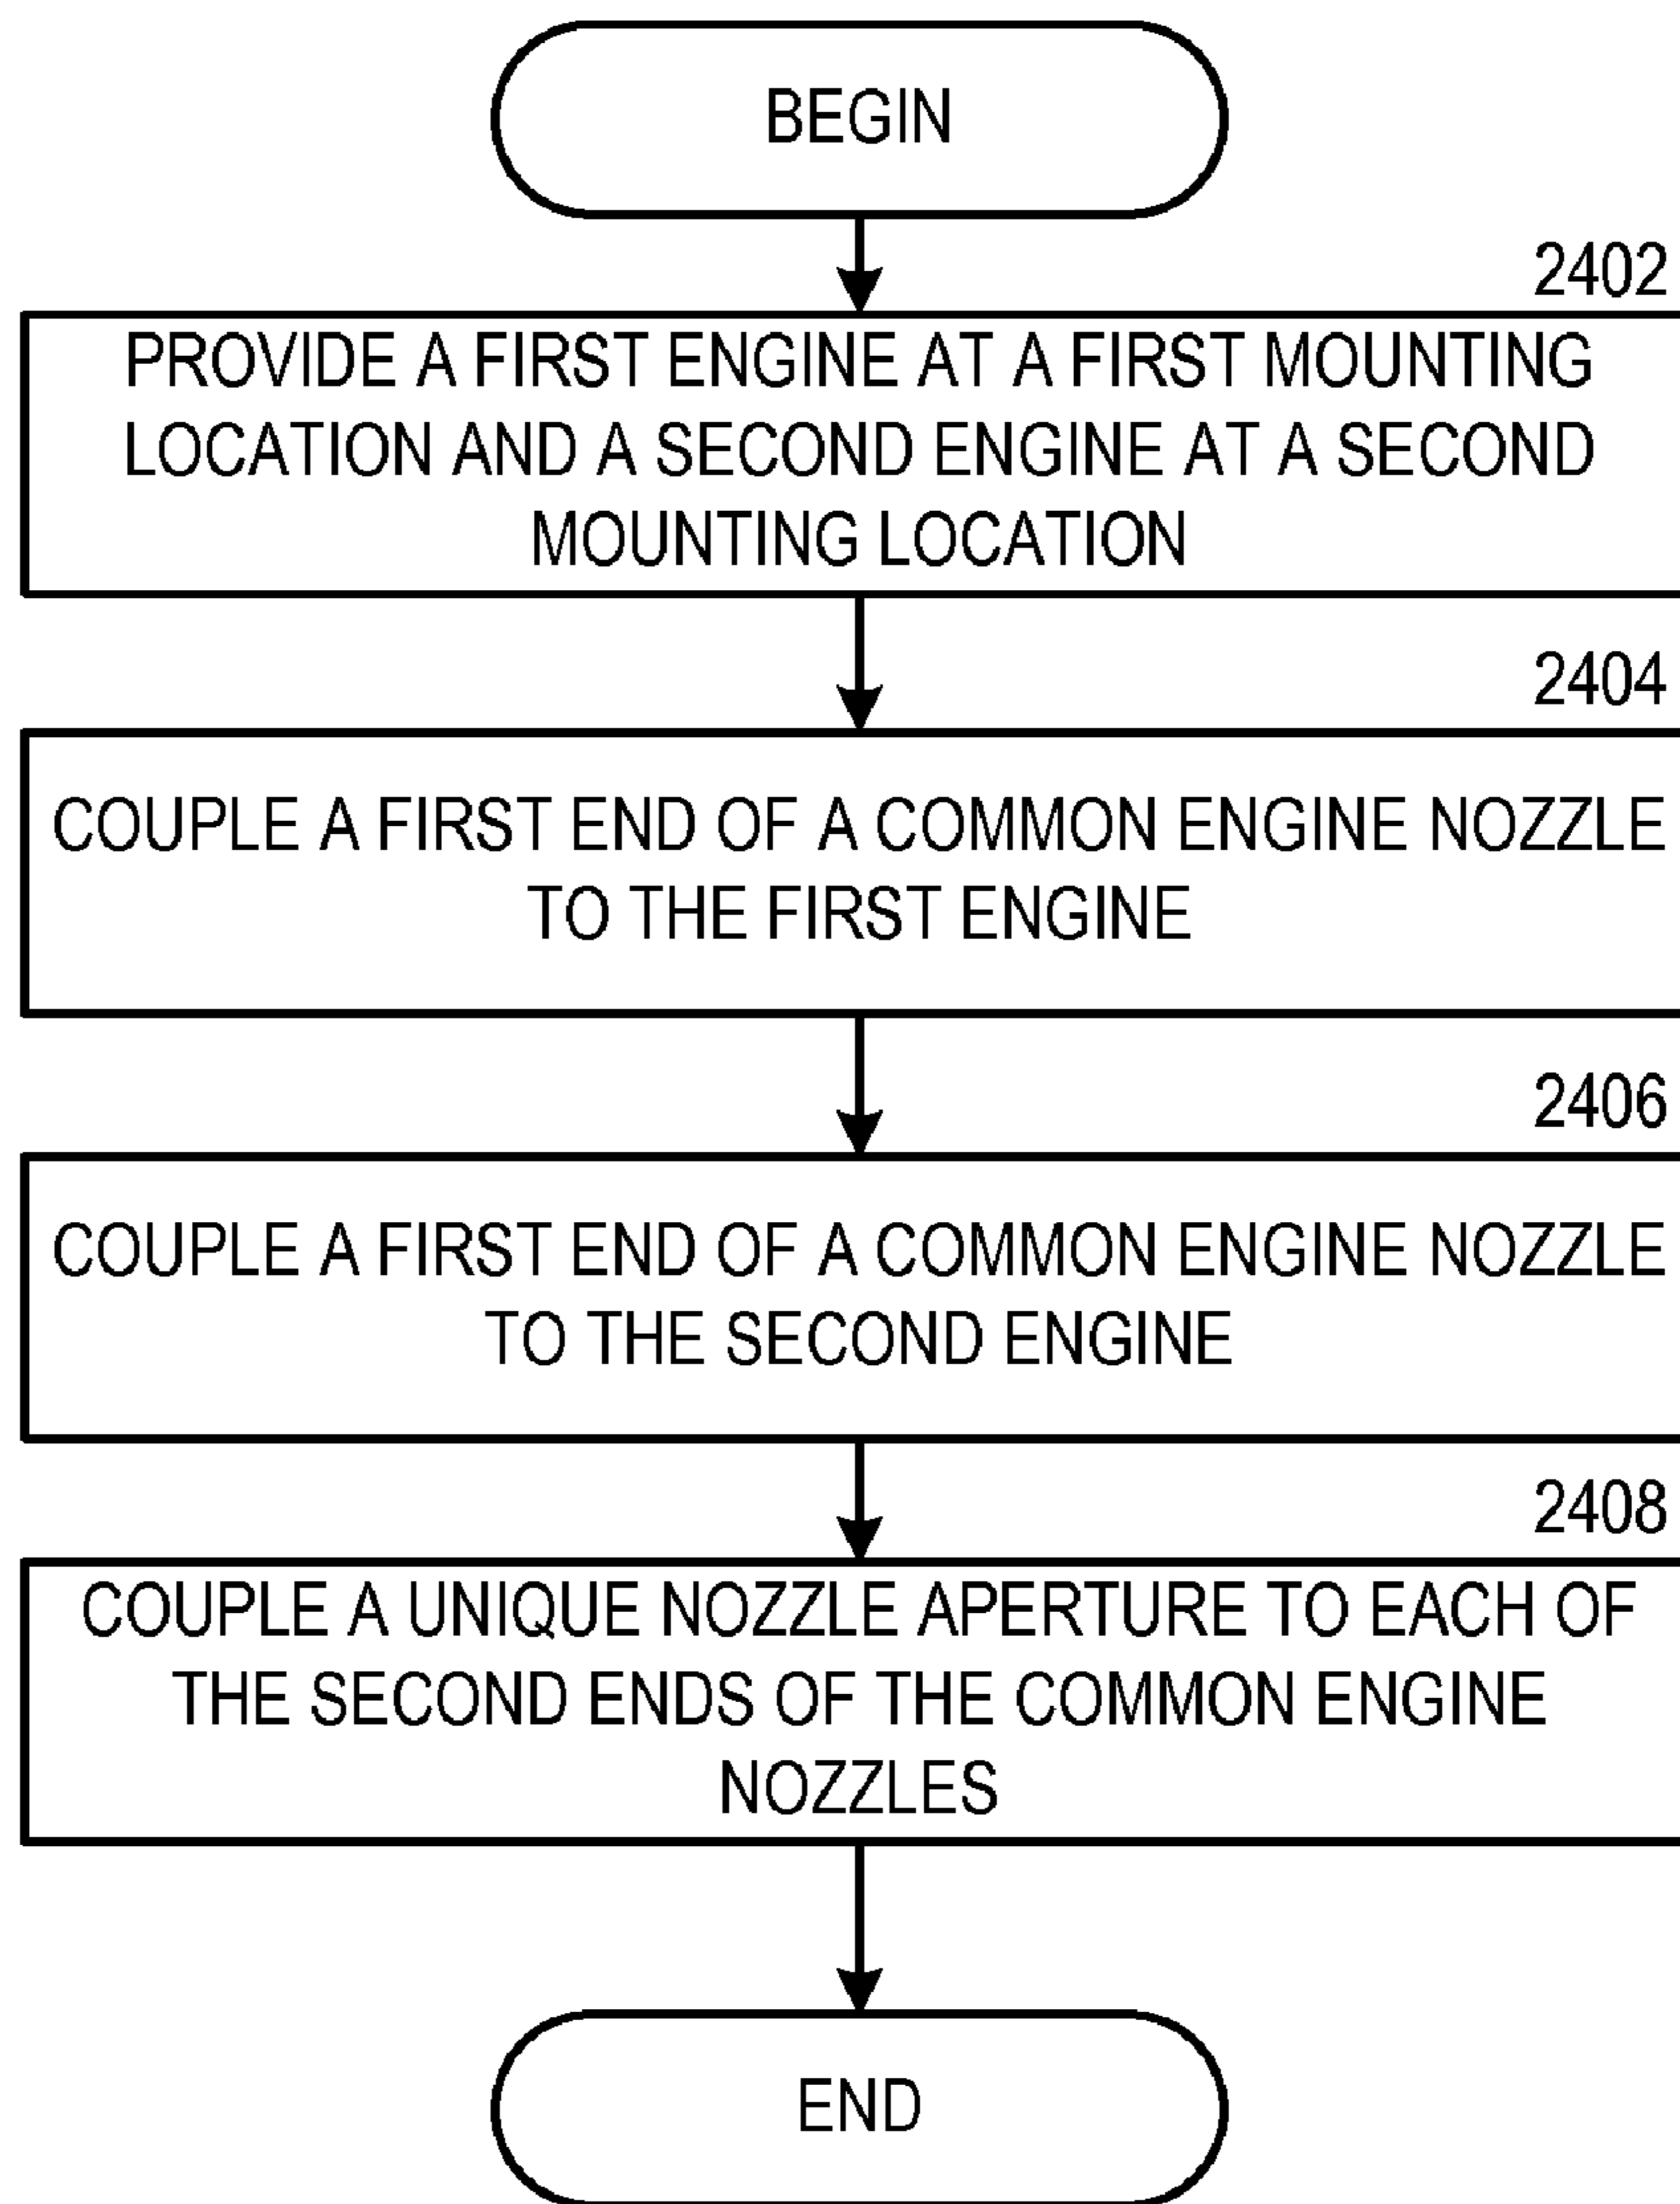 BEGIN
2402
PROVIDE A FIRST ENGINE AT A FIRST MOUNTING
LOCATION AND A SECOND ENGINE AT A SECOND
MOUNTING LOCATION
2404
COUPLE A FIRST END OF A COMMON ENGINE NOZZLE
TO THE FIRST ENGINE
2406
COUPLE A FIRST END OF A COMMON ENGINE NOZZLE
TO THE SECOND ENGINE
2408
COUPLE A UNIQUE NOZZLE APERTURE TO EACH OF
THE SECOND ENDS OF THE COMMON ENGINE
NOZZLES
END